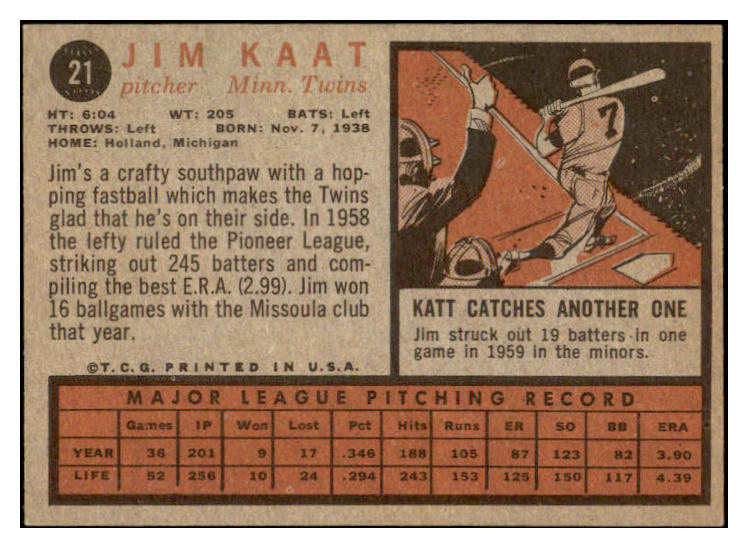 21
JIM KAAT
pitcher Minn. Twins
HT: 6:04 WT: 205 BATS: Left
THROWS: Left BORN: Nov. 7, 1938
HOME: Holland, Michigan
Jim's a crafty southpaw with a hop-
ping fastball which makes the Twins
glad that he's on their side. In 1958
the lefty ruled the Pioneer League,
striking out 245 batters and com-
piling the best E.R.A. (2.99). Jim won
16 ballgames with the Missoula club
that year.
©T.C.G. PRINTED IN U.S.A.
7
KATT CATCHES ANOTHER ONE
Jim struck out 19 batters in one
game in 1959 in the minors.
MAJOR LEAGUE PITCHING RECORD
Games IP Won Lost Pct Hits Runs ER SO BB ERA
YEAR 36 201 9 17 .346 188 105 87 123 82 3.90
LIFE 52 256 10 24 .294 243 153 125 150 117 4.39